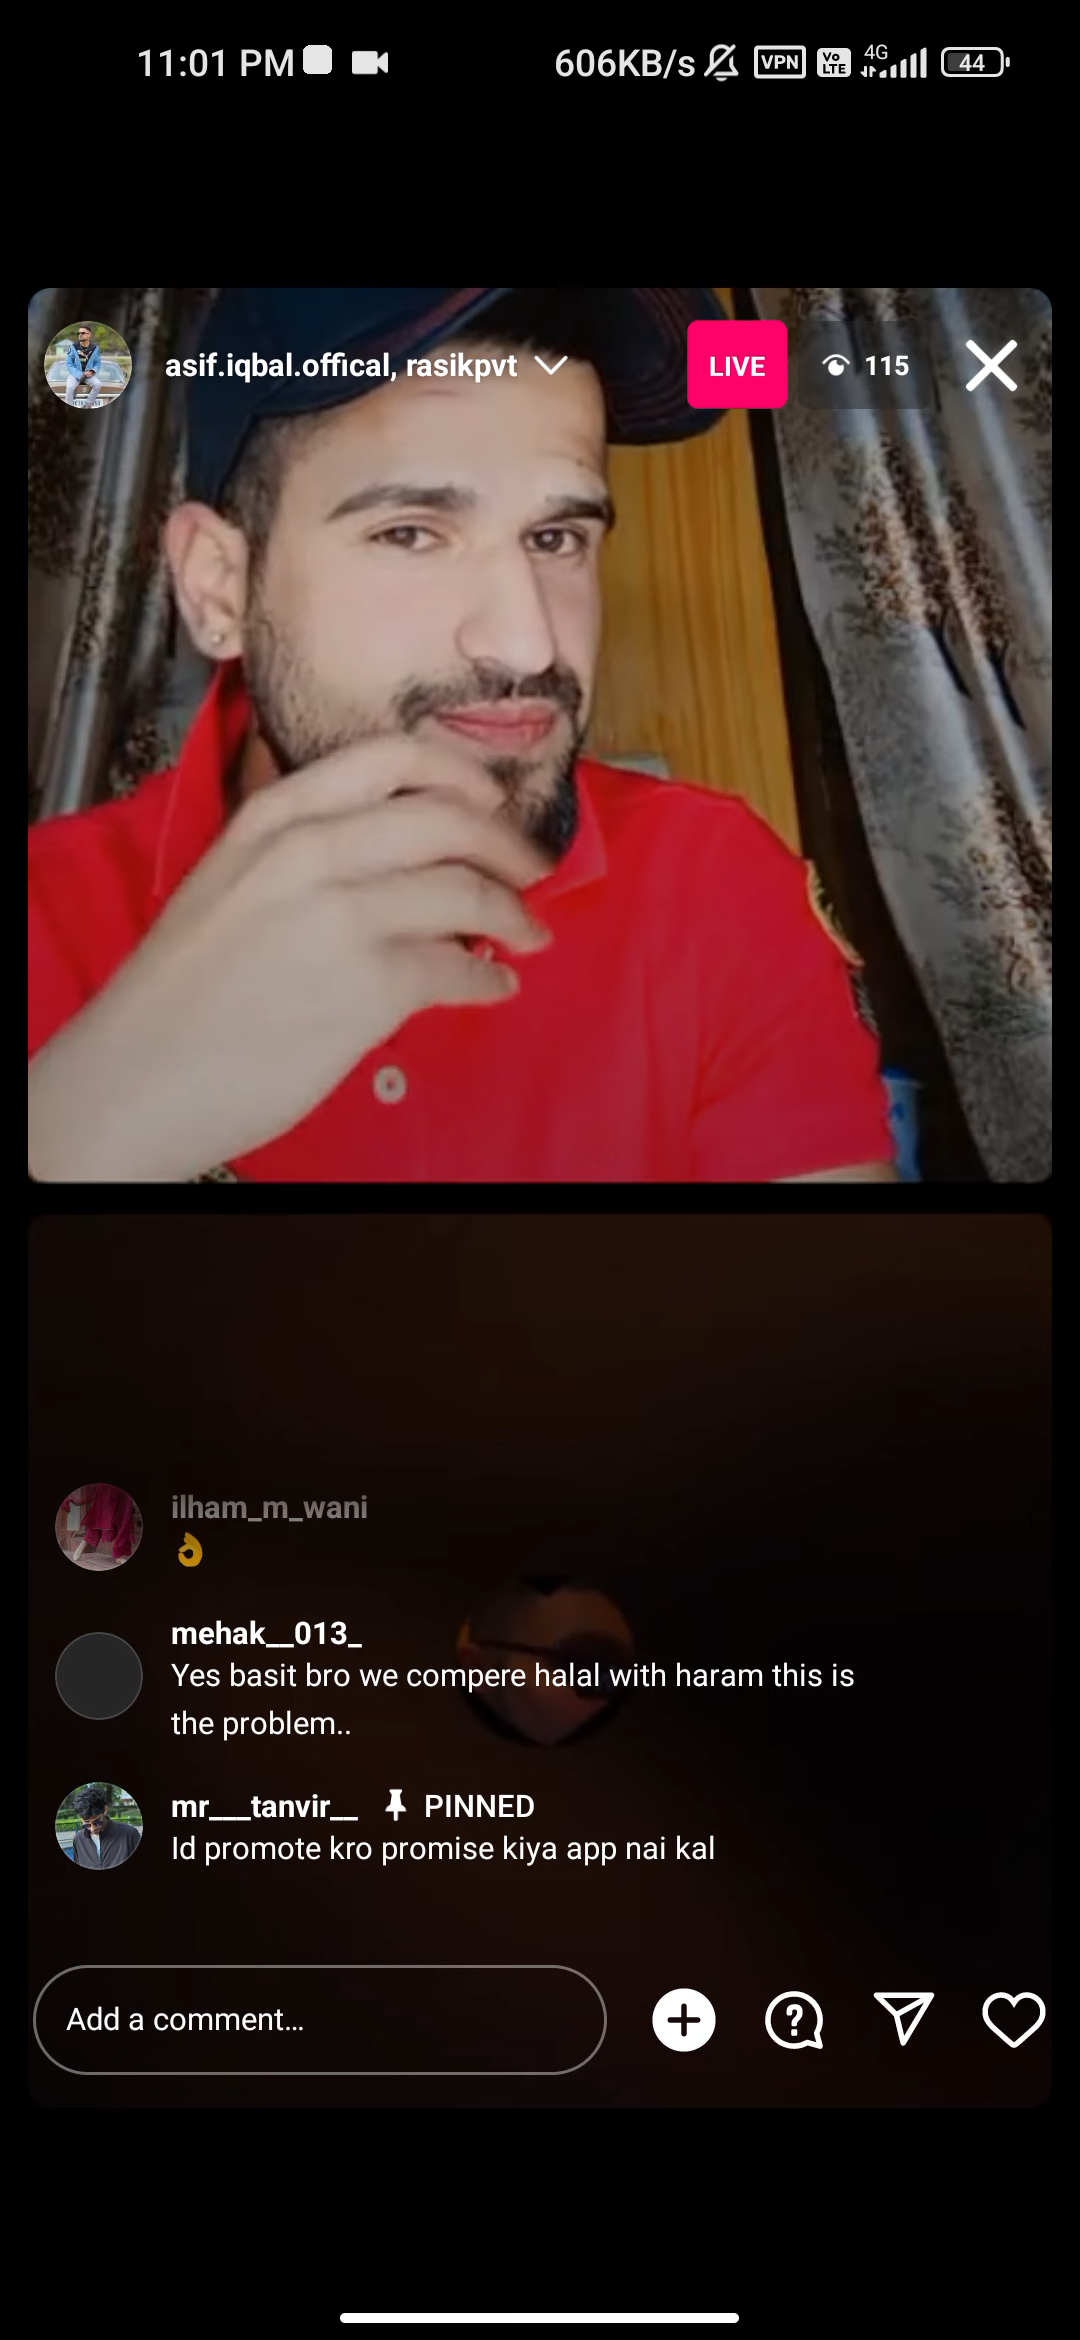 11:01 PM 606KB/s VPN Vo LTE 4G 44
asif.iqbal.offical, rasikpvt LIVE 115
ilham_m_wani
👌
mehak__013_
Yes basit bro we compere halal with haram this is
the problem..
mr___tanvir__ PINNED
Id promote kro promise kiya app nai kal
Add a comment...